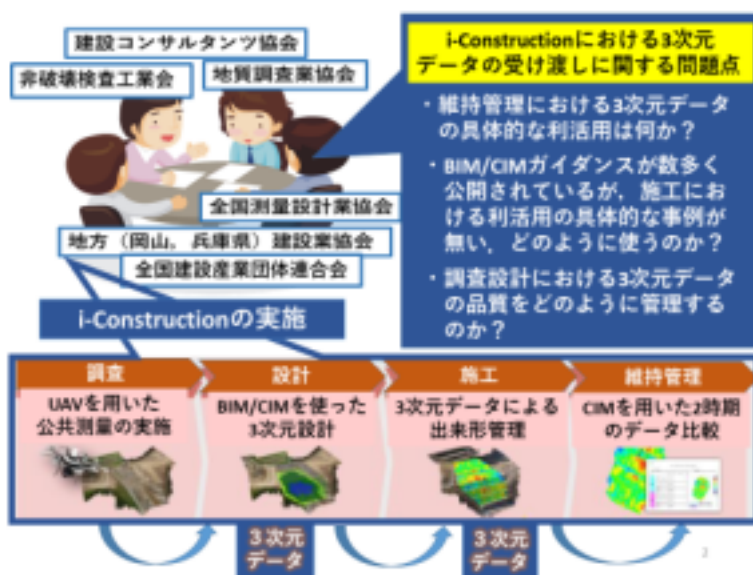 建設コンサルタンツ協会
非破壊検査工業会
地質調査業協会
全国測量設計業協会
地方（岡山，兵庫県）建設業協会
全国建設産業団体連合会
i-Constructionにおける3次元
データの受け渡しに関する問題点
・維持管理における3次元データ
の具体的な利活用は何か？
・BIM/CIMガイダンスが数多く
公開されているが，施工にお
ける利活用の具体的な事例が
無い，どのように使うのか？
・調査設計における3次元データ
の品質をどのように管理する
のか？
i-Constructionの実施
調査
設計
施工
維持管理
UAVを用いた
公共測量の実施
BIM/CIMを使った
3次元設計
3次元データによる
出来形管理
CIMを用いた2時期
のデータ比較
３次元
データ
３次元
データ
2